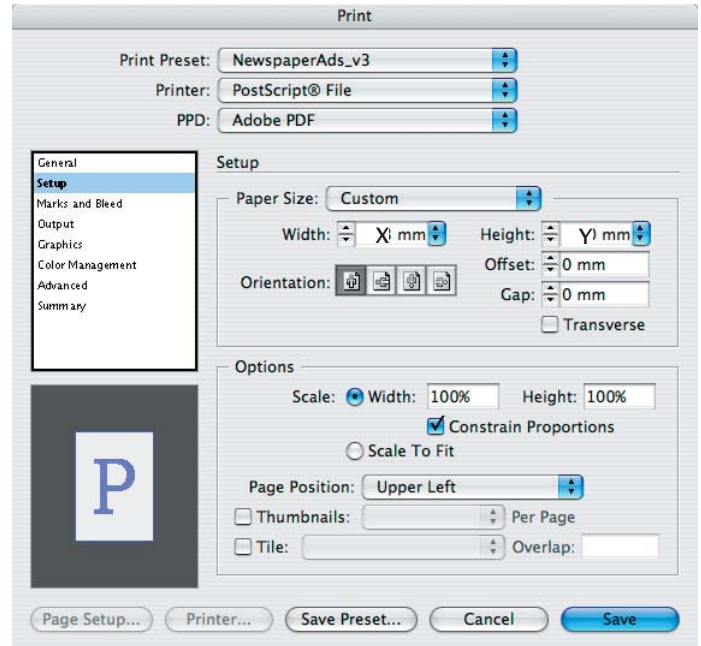 Print
Print Preset: NewspaperAds_v3
Printer: PostScript® File
PPD: Adobe PDF
General
Setup
Marks and Bleed
Output
Graphics
Color Management
Advanced
Summary
Setup
Paper Size: Custom
Width: X mm Height: Y mm
Orientation:
Offset: 0 mm
Gap: 0 mm
Transverse
Options
Scale: Width: 100% Height: 100%
Constrain Proportions
Scale To Fit
Page Position: Upper Left
Thumbnails: Per Page
Tile: Overlap:
P
Page Setup... Printer... Save Preset... Cancel Save